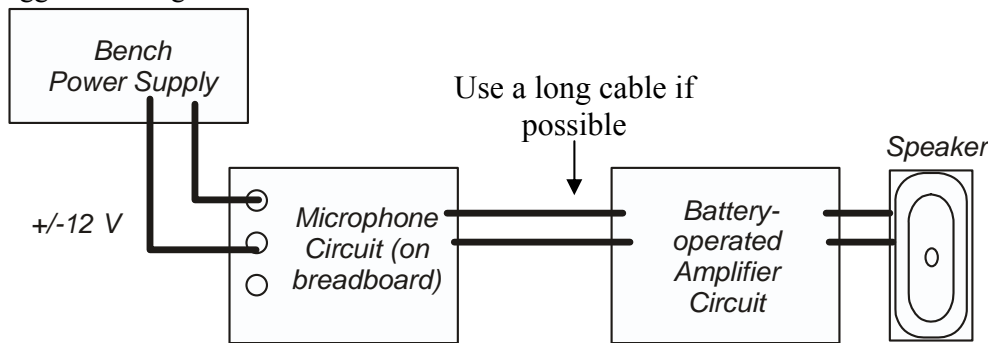 Bench
Power Supply
Use a long cable if
possible
Speaker
+/-12 V
Microphone
Circuit (on
breadboard)
Battery-
operated
Amplifier
Circuit